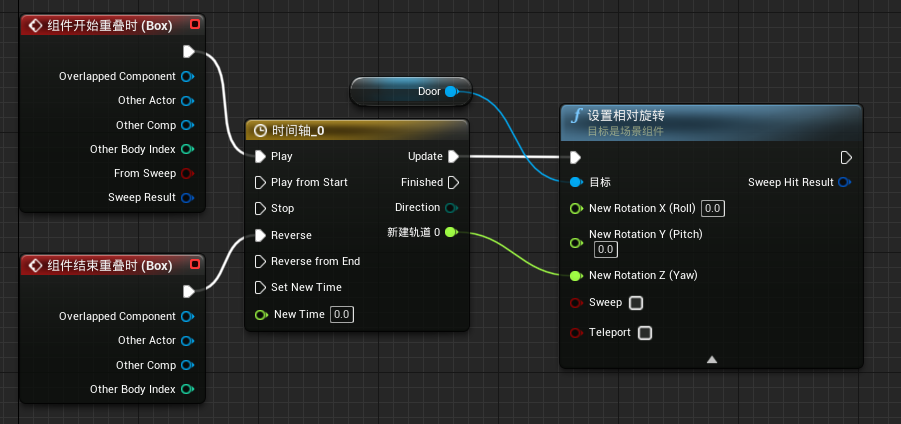 组件开始重叠时 (Box)
Overlapped Component
Other Actor
Other Comp
Other Body Index
From Sweep
Sweep Result
组件结束重叠时 (Box)
Overlapped Component
Other Actor
Other Comp
Other Body Index
Door
时间轴_0
Play
Update
Play from Start
Finished
Stop
Direction
Reverse
新建轨道 0
Reverse from End
Set New Time
New Time 0.0
设置相对旋转
目标是场景组件
目标
Sweep Hit Result
New Rotation X (Roll) 0.0
New Rotation Y (Pitch)
0.0
New Rotation Z (Yaw)
Sweep
Teleport